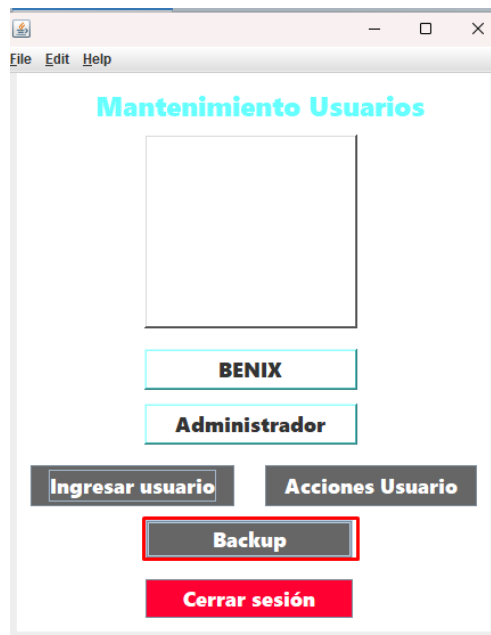 File Edit Help
Mantenimiento Usuarios
BENIX
Administrador
Ingresar usuario Acciones Usuario
Backup
Cerrar sesión